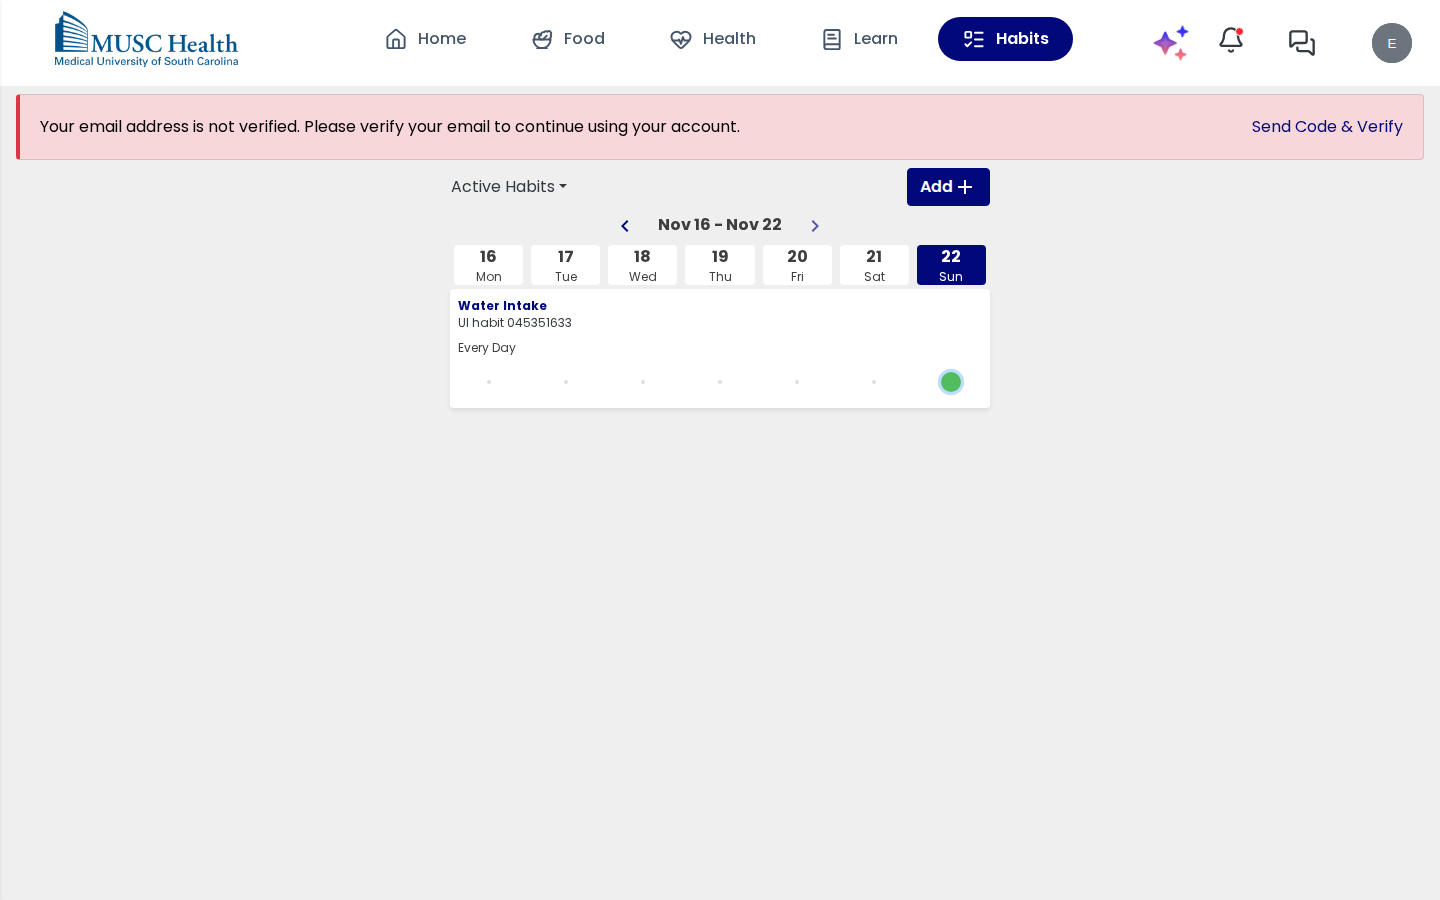 MUSC Health
Medical University of South Carolina
Home
Food
Health
Learn
Habits
E
Your email address is not verified. Please verify your email to continue using your account.
Send Code & Verify
Active Habits
Add
Nov 16 - Nov 22
16 17 18 19 20 21 22
Mon Tue Wed Thu Fri Sat Sun
Water Intake
UI habit 045351633
Every Day